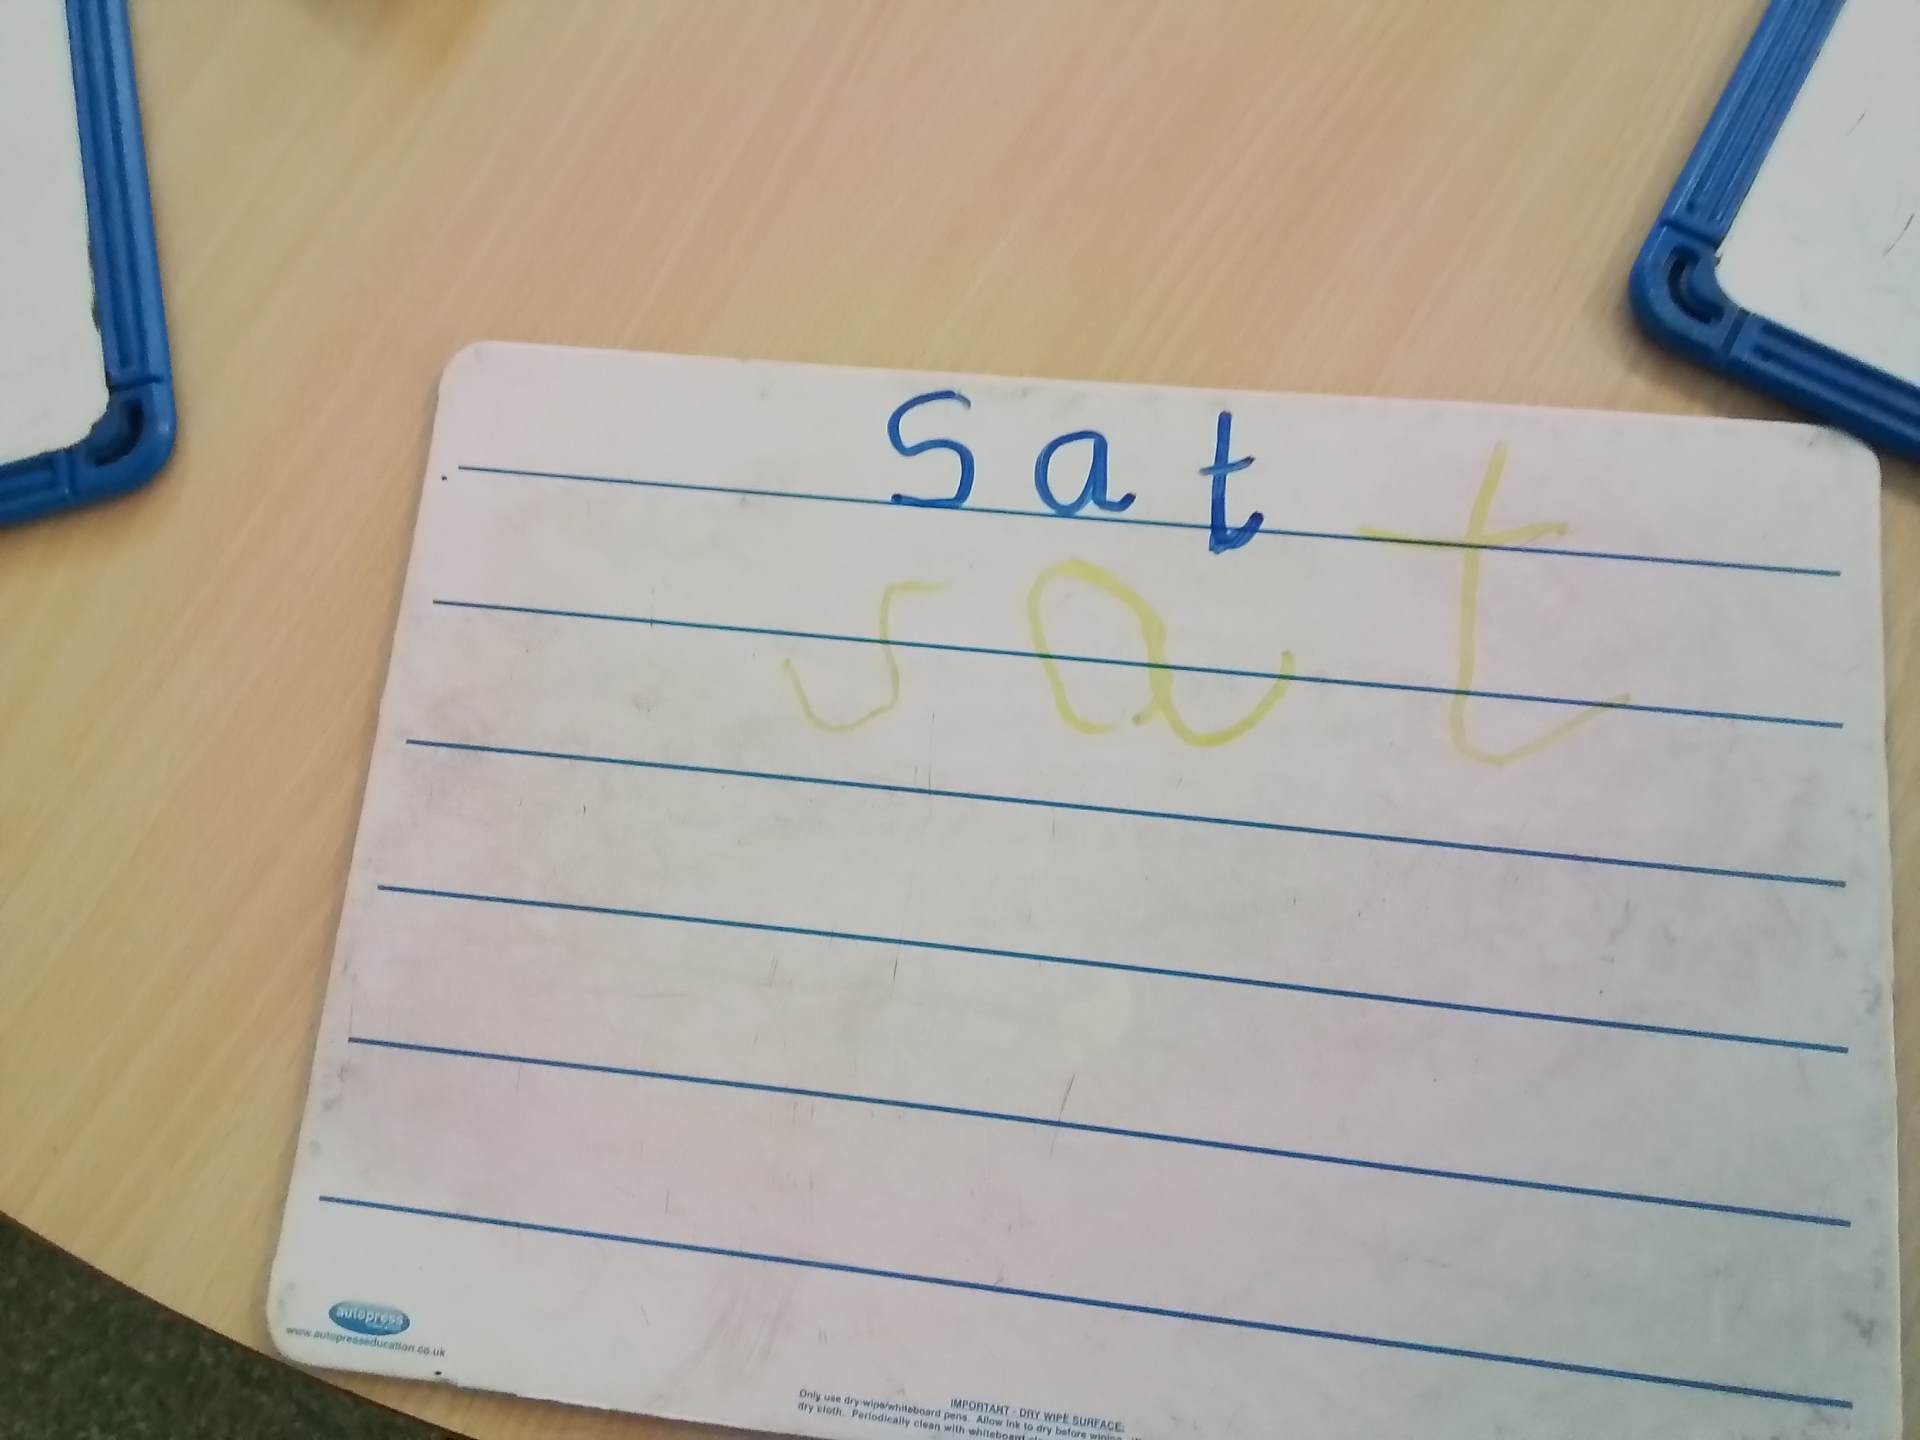 sat
sat
autopress
www.autopresseducation.co.uk
IMPORTANT - DRY WIPE SURFACE.
Only use dry-wipe/whiteboard pens. Allow ink to dry before wiping.
dry cloth. Periodically clean with whiteboard